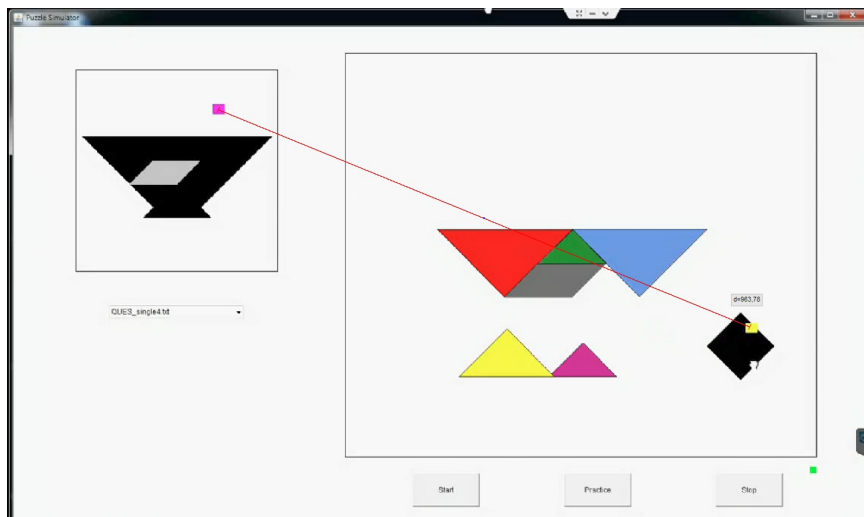 Puzzle Simulator
d=963,78
QUES_single4.txt
Start
Practice
Stop